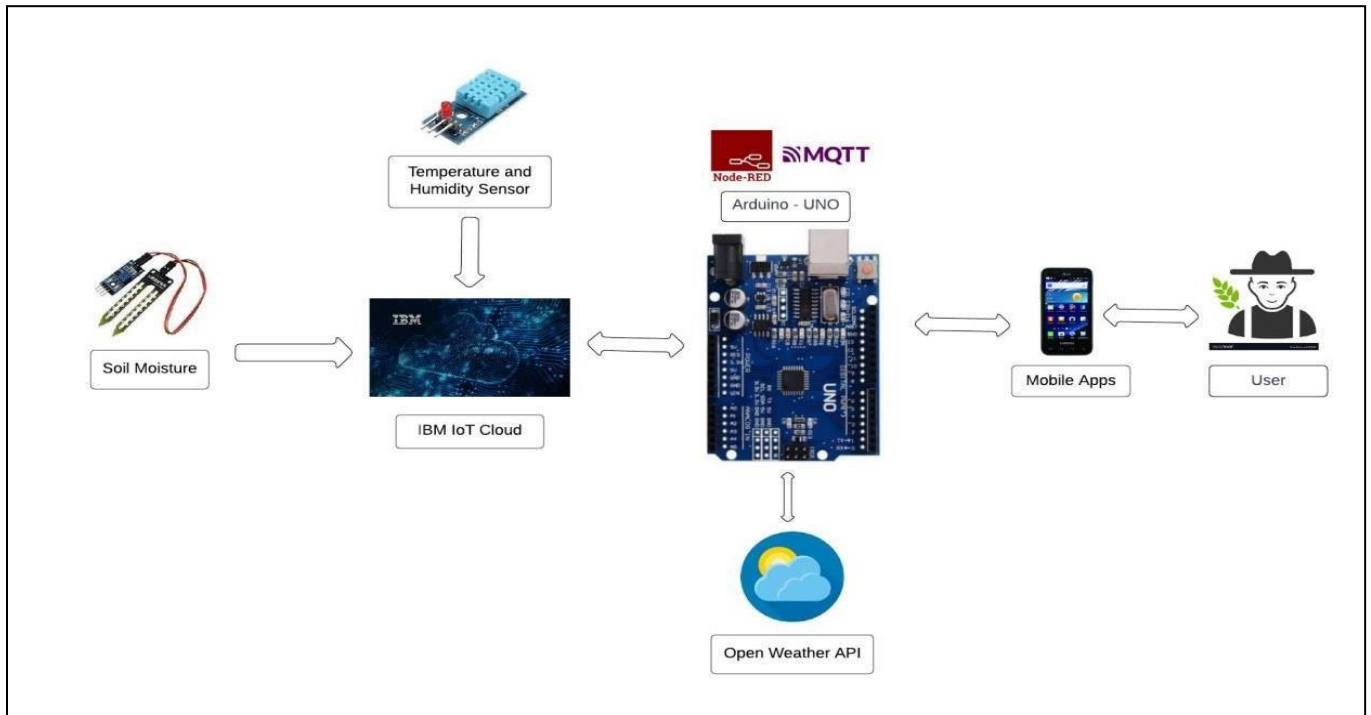 Temperature and
Humidity Sensor
Node-RED
MQTT
Arduino - UNO
IBM
Soil Moisture
IBM IoT Cloud
UNO
Mobile Apps
User
Open Weather API